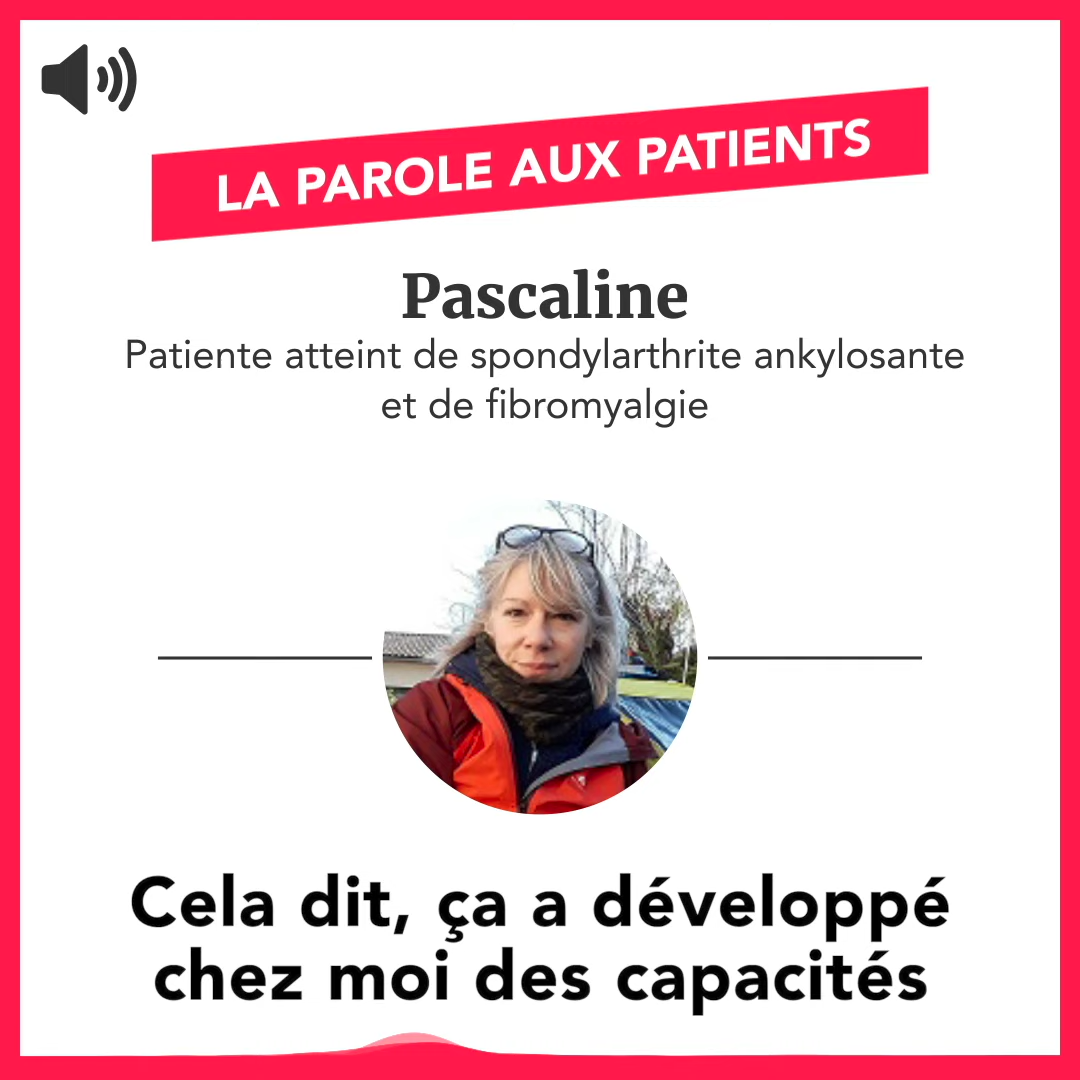 LA PAROLE AUX PATIENTS
Pascaline
Patiente atteint de spondylarthrite ankylosante
et de fibromyalgie
Cela dit, ça a développé
chez moi des capacités